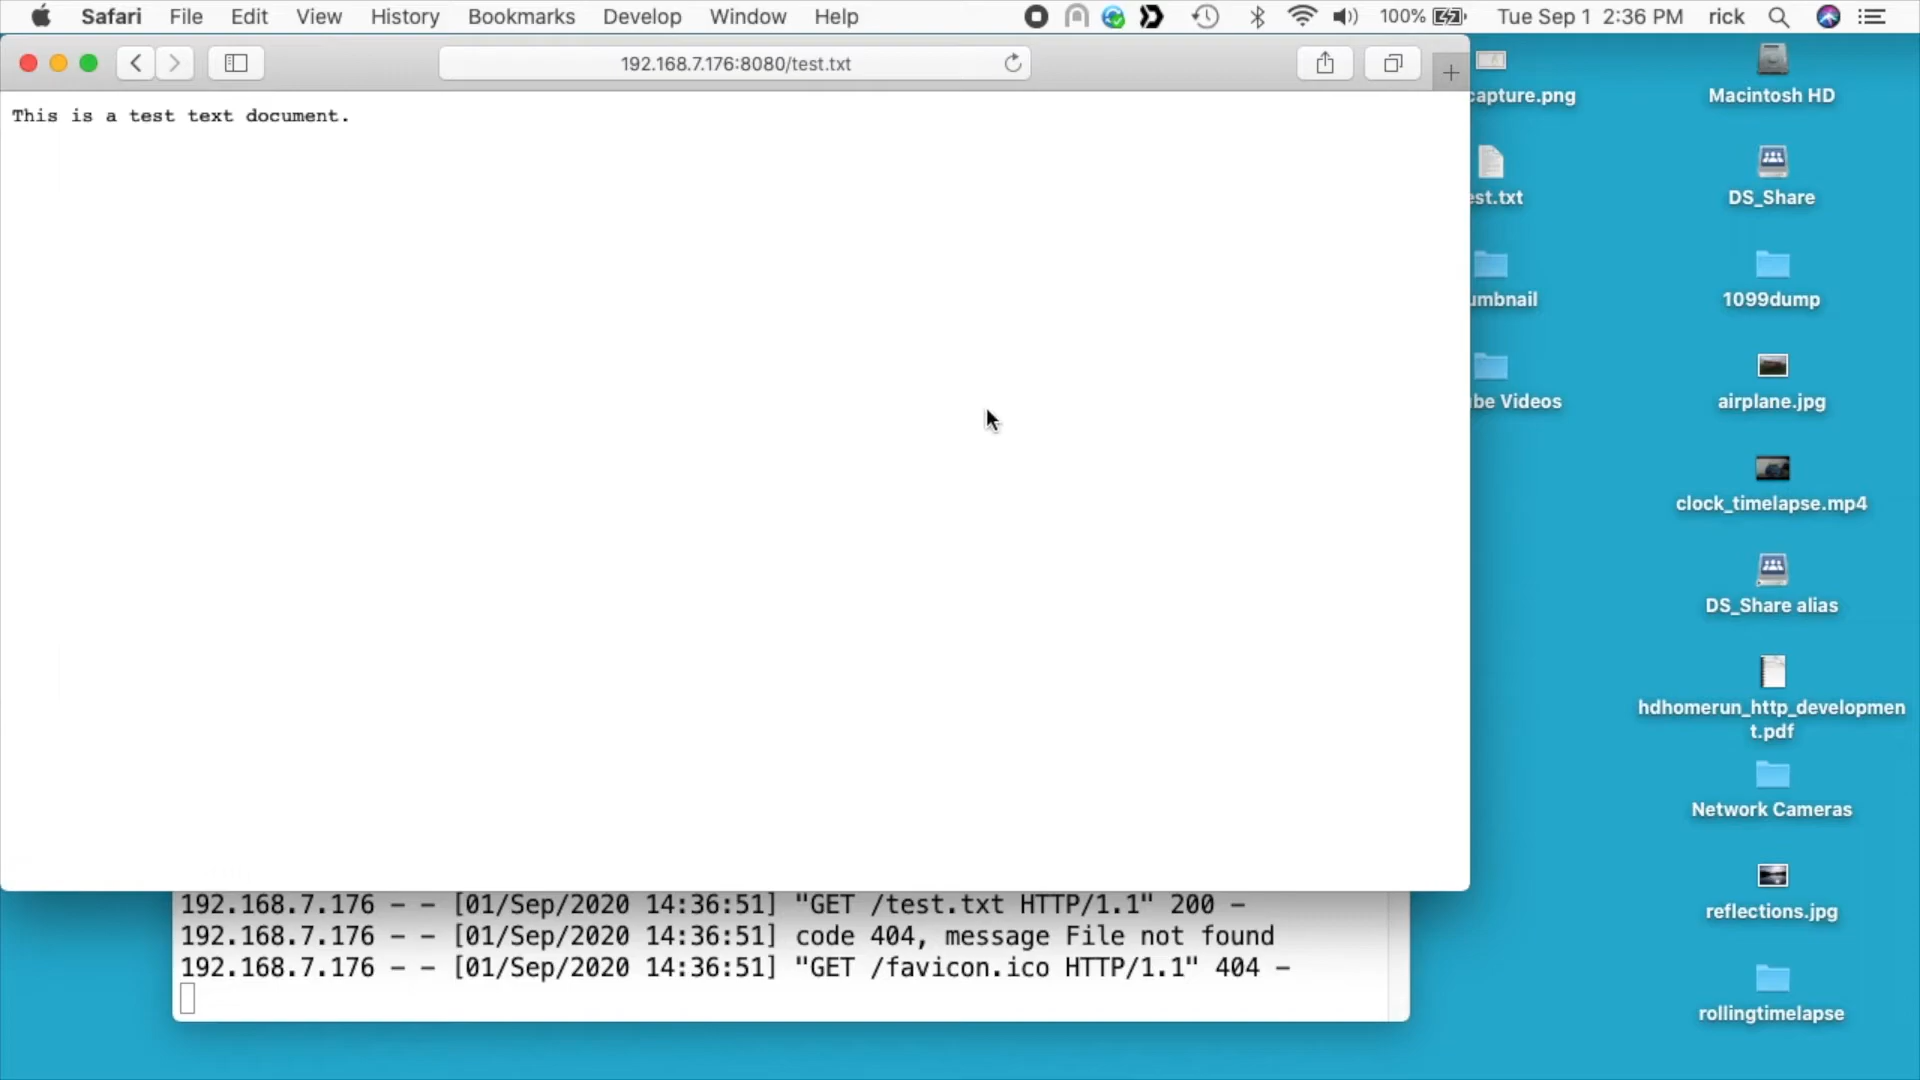 Safari File Edit View History Bookmarks Develop Window Help 100% Tue Sep 1 2:36 PM rick
192.168.7.176:8080/test.txt
This is a test text document.
capture.png
Macintosh HD
est.txt
DS_Share
umbnail
1099dump
be Videos
airplane.jpg
clock_timelapse.mp4
DS_Share alias
hdhomerun_http_developmen
t.pdf
Network Cameras
reflections.jpg
rollingtimelapse
192.168.7.176 - - [01/Sep/2020 14:36:51] "GET /test.txt HTTP/1.1" 200 -
192.168.7.176 - - [01/Sep/2020 14:36:51] code 404, message File not found
192.168.7.176 - - [01/Sep/2020 14:36:51] "GET /favicon.ico HTTP/1.1" 404 -